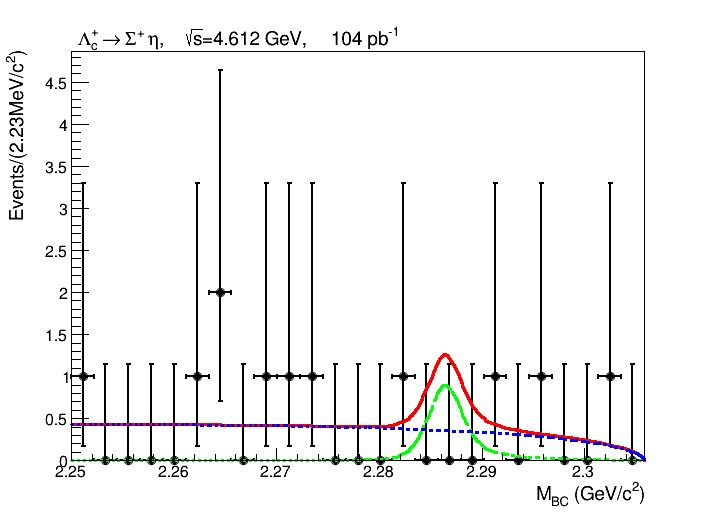 Λc+→Σ+η, √s=4.612 GeV, 104 pb-1
Events/(2.23MeV/c2)
4.5
4
3.5
3
2.5
2
1.5
1
0.5
0
2.25 2.26 2.27 2.28 2.29 2.3
MBC (GeV/c2)